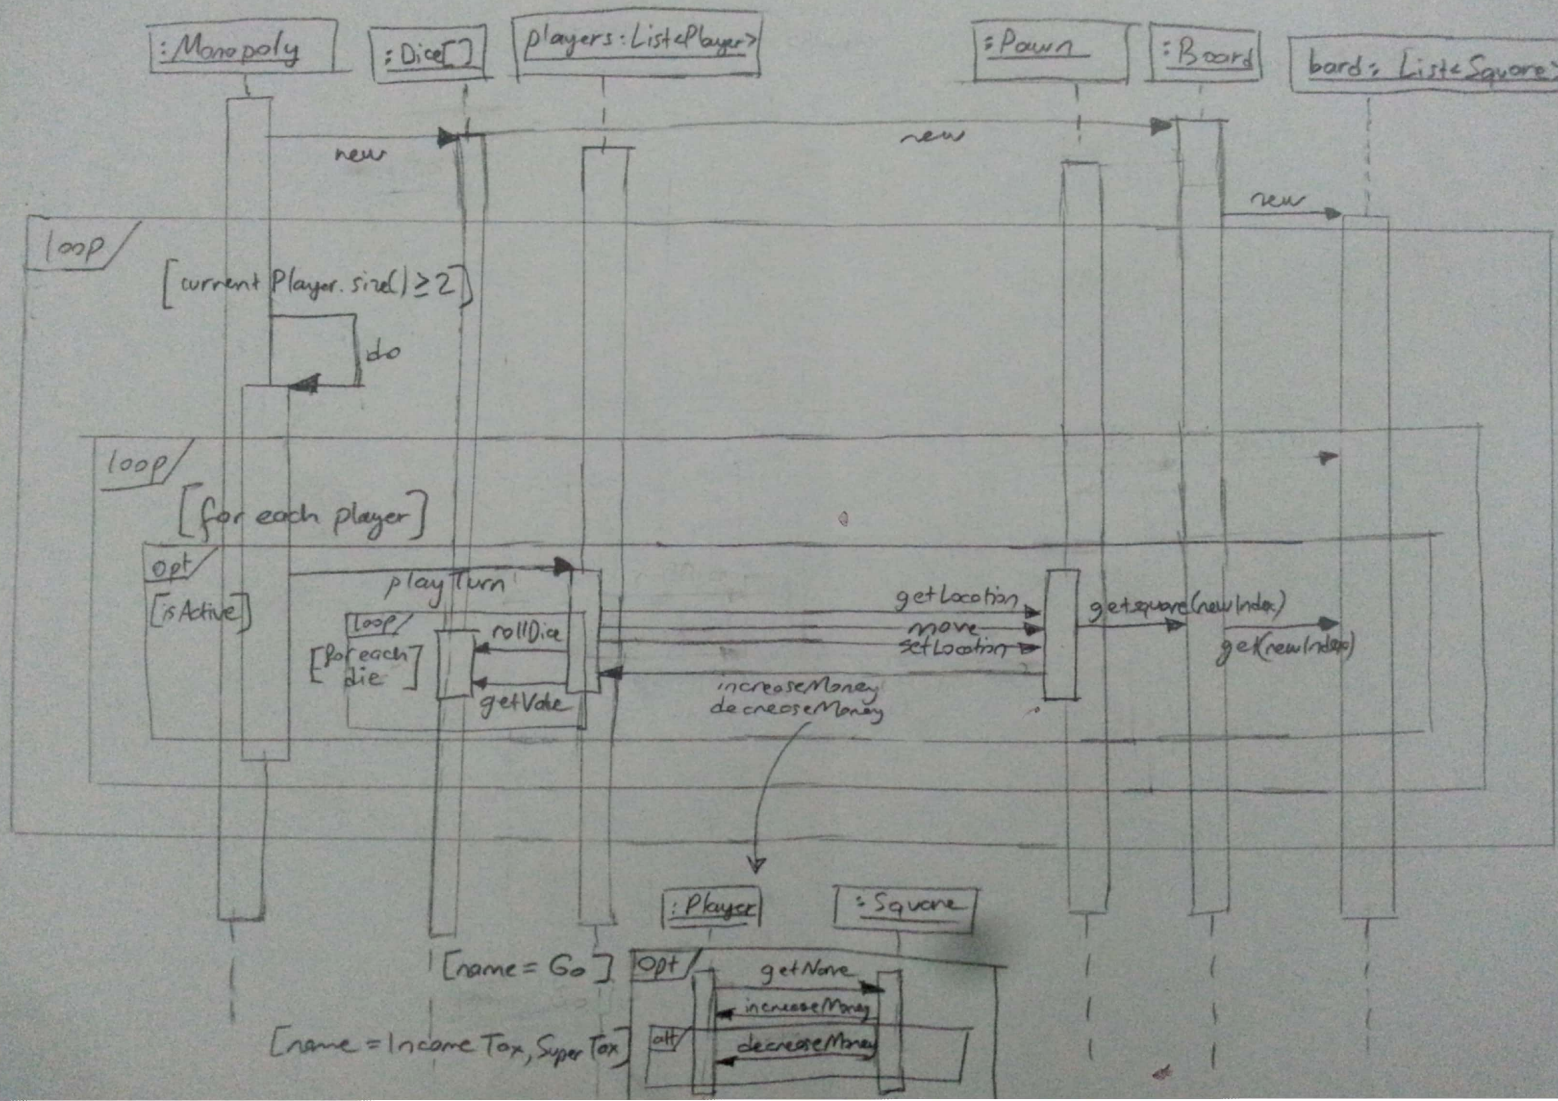 :Monopoly
:Dice[]
players:List<Player>
:Pawn
:Board
bard: List<Square>
new
new
new
loop
[current Player.size() ≥ 2]
do
loop
[for each player]
opt
[isActive]
playTurn
loop
[for each
die]
rollDice
getValue
getLocation
move
setLocation
getsquare(newIndex)
get(newIndex)
increaseMoney
decreaseMoney
:Player
:Square
[name = Go]
opt
getName
increaseMoney
[name = Income Tax, Super Tax]
alt
decreaseMoney